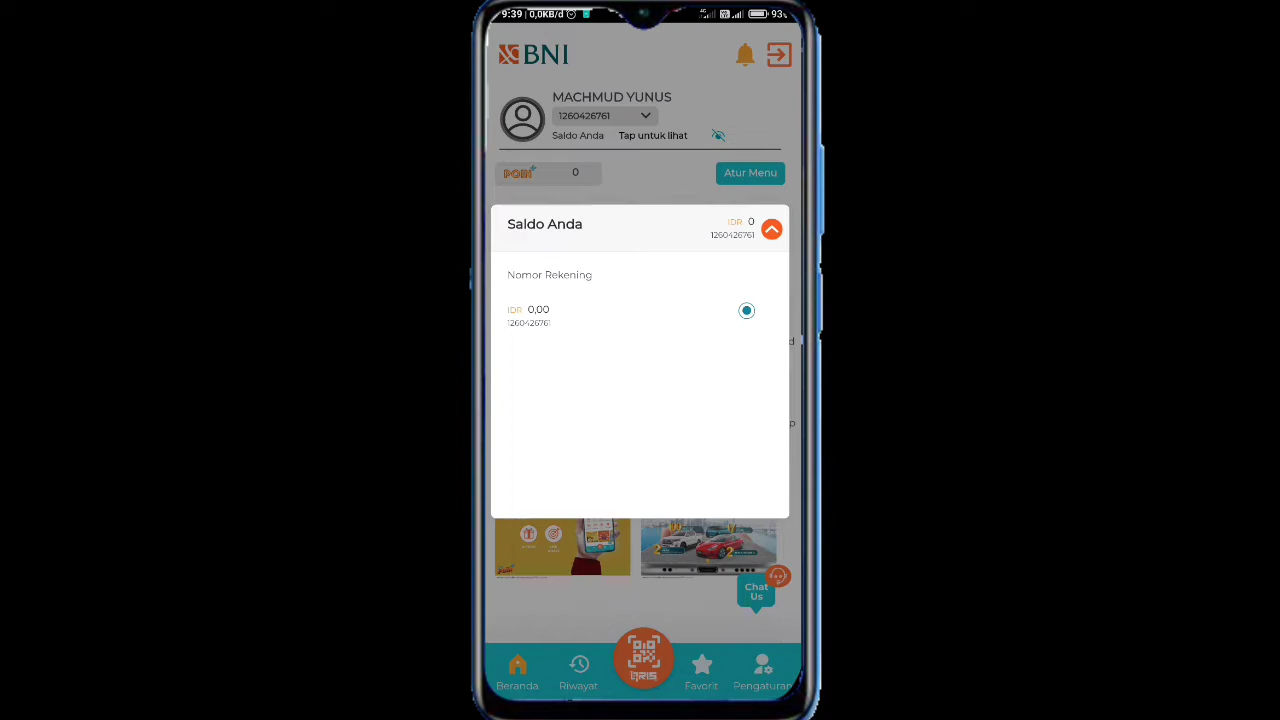 9:39 | 0,0KB/d 93%
BNI
MACHMUD YUNUS
1260426761
Saldo Anda Tap untuk lihat
POIN+ 0
Atur Menu
Saldo Anda
IDR 0
1260426761
Nomor Rekening
IDR 0,00
1260426761
d
p
Chat
Us
QRIS
Beranda
Riwayat
Favorit
Pengaturan